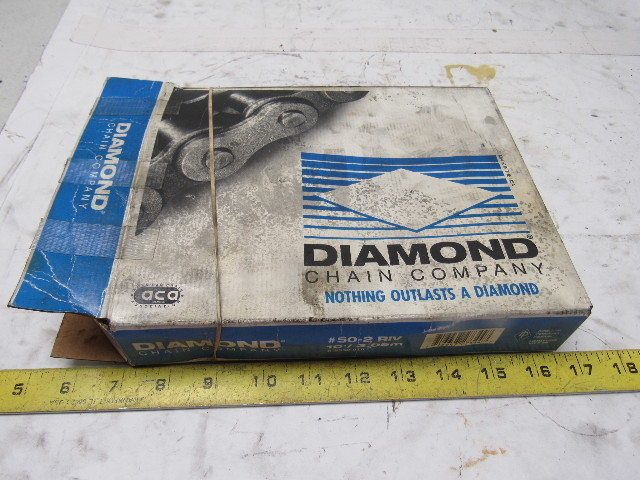 DIAMOND
CHAIN COMPANY
DIAMOND
CHAIN COMPANY
NOTHING OUTLASTS A DIAMOND
aca
DIAMOND
CHAIN COMPANY
#50-2 RIV
5 6 7 8 9 10 11 12 13 14 15 16 17 18